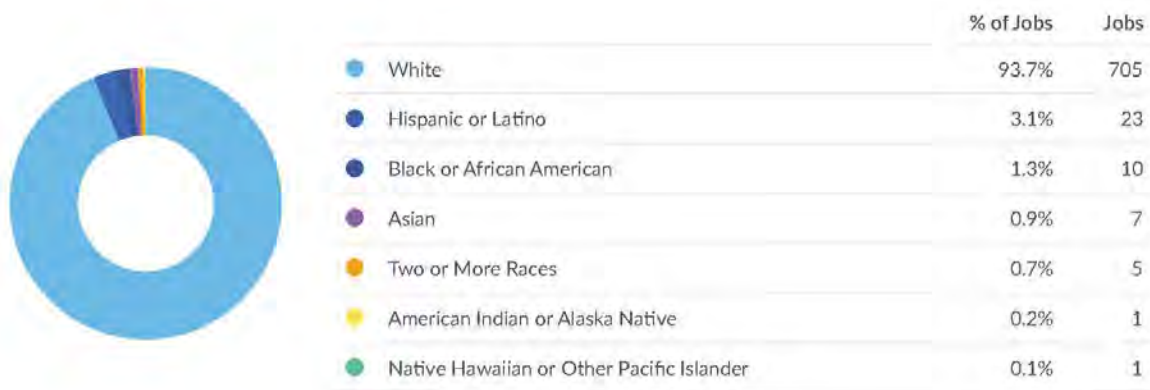 % of Jobs Jobs
White 93.7% 705
Hispanic or Latino 3.1% 23
Black or African American 1.3% 10
Asian 0.9% 7
Two or More Races 0.7% 5
American Indian or Alaska Native 0.2% 1
Native Hawaiian or Other Pacific Islander 0.1% 1